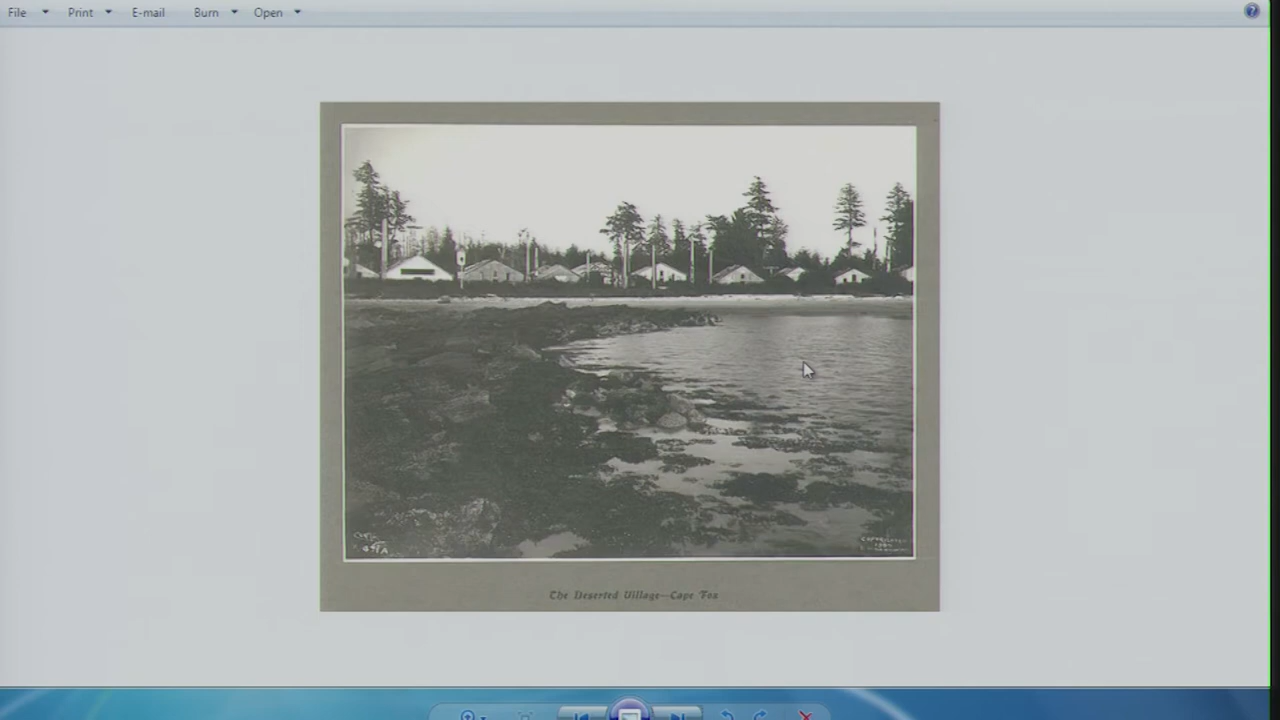 File Print E-mail Burn Open
The Deserted Village—Cape Fox